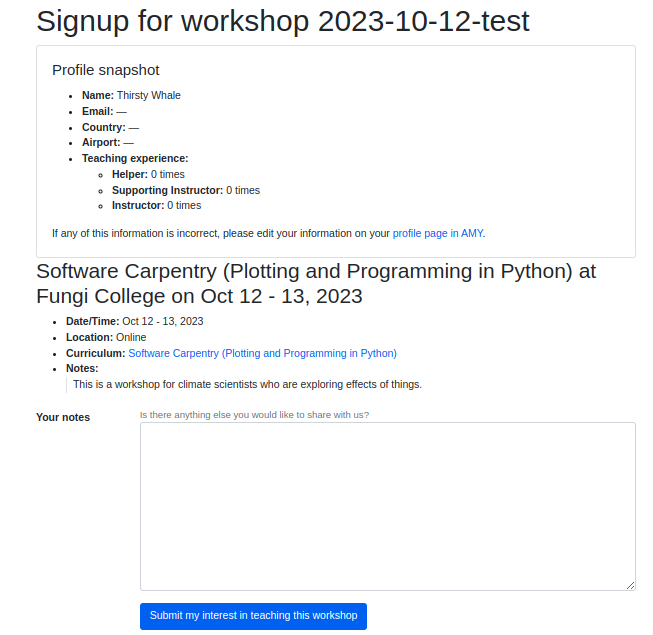 Signup for workshop 2023-10-12-test
Profile snapshot
Name: Thirsty Whale
Email: —
Country: —
Airport: —
Teaching experience:
Helper: 0 times
Supporting Instructor: 0 times
Instructor: 0 times
If any of this information is incorrect, please edit your information on your profile page in AMY.
Software Carpentry (Plotting and Programming in Python) at
Fungi College on Oct 12 - 13, 2023
Date/Time: Oct 12 - 13, 2023
Location: Online
Curriculum: Software Carpentry (Plotting and Programming in Python)
Notes:
This is a workshop for climate scientists who are exploring effects of things.
Your notes
Is there anything else you would like to share with us?
Submit my interest in teaching this workshop